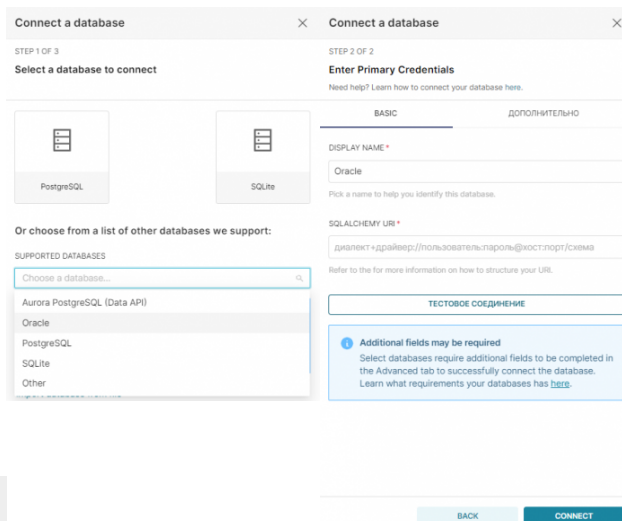 Connect a database
STEP 1 OF 3
Select a database to connect
PostgreSQL
SQLite
Or choose from a list of other databases we support:
SUPPORTED DATABASES
Choose a database...
Aurora PostgreSQL (Data API)
Oracle
PostgreSQL
SQLite
Other
Connect a database
STEP 2 OF 2
Enter Primary Credentials
Need help? Learn how to connect your database here.
BASIC
ДОПОЛНИТЕЛЬНО
DISPLAY NAME *
Oracle
Pick a name to help you identify this database.
SQLALCHEMY URI *
диалект+драйвер://пользователь:пароль@хост:порт/схема
Refer to the for more information on how to structure your URI.
ТЕСТОВОЕ СОЕДИНЕНИЕ
Additional fields may be required
Select databases require additional fields to be completed in
the Advanced tab to successfully connect the database.
Learn what requirements your databases has here.
BACK
CONNECT